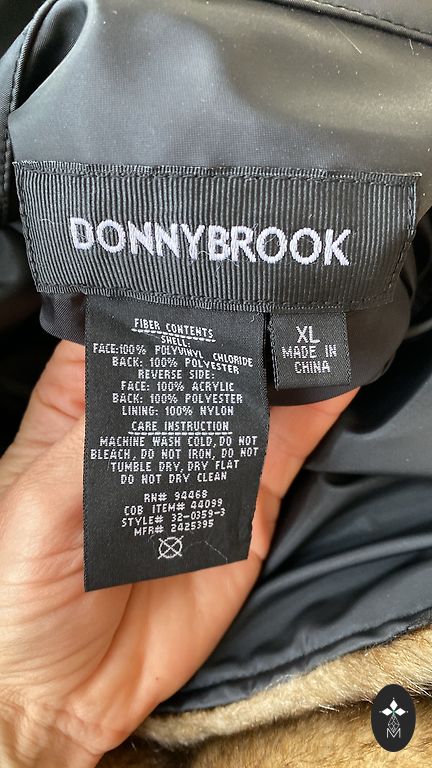 DONNYBROOK
FIBER CONTENTS
SHELL:
FACE:100% POLYVINYL CHLORIDE
BACK: 100% POLYESTER
REVERSE SIDE:
FACE: 100% ACRYLIC
BACK: 100% POLYESTER
LINING: 100% NYLON
CARE INSTRUCTION
MACHINE WASH COLD, DO NOT
BLEACH, DO NOT IRON, DO NOT
TUMBLE DRY, DRY FLAT
DO NOT DRY CLEAN
RN# 94468
COB ITEM# 44099
STYLE# 32-0359-3
MFR# 2425395
XL
MADE IN
CHINA
M